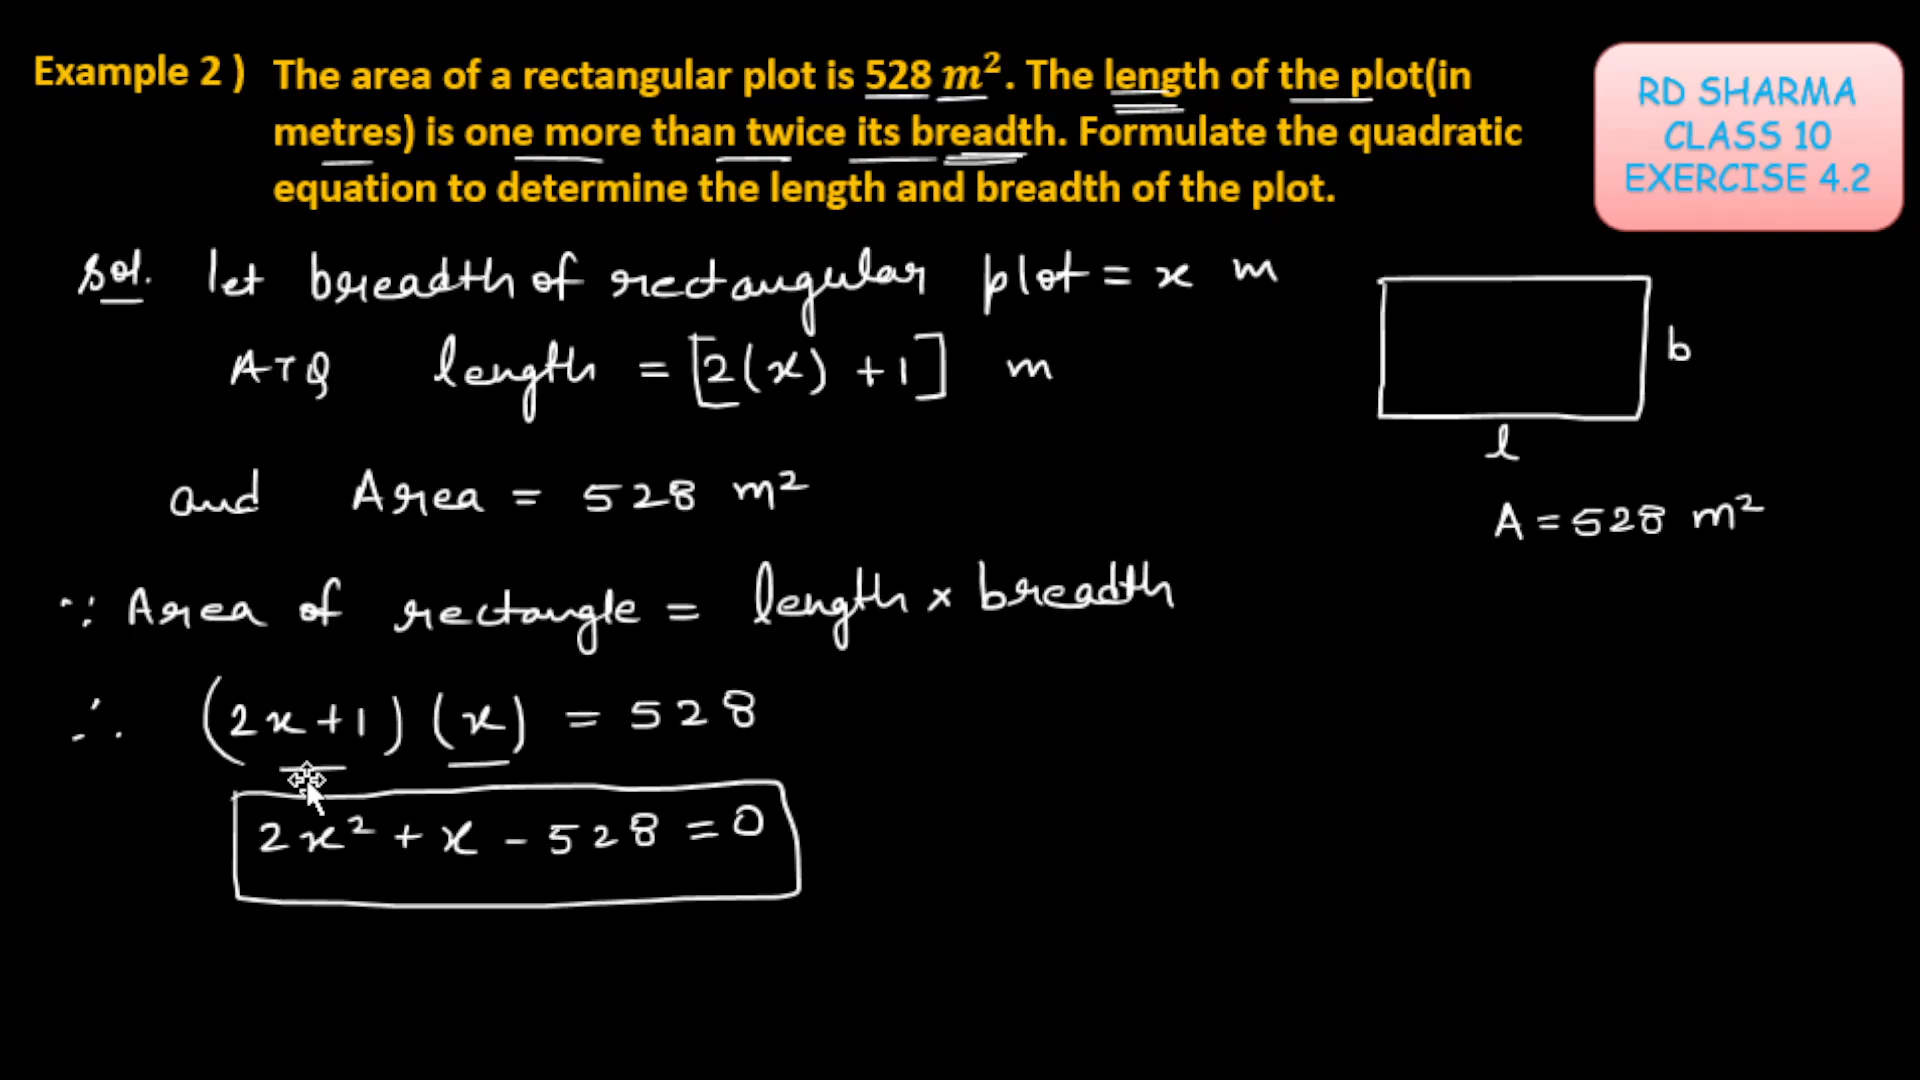 Example 2 ) The area of a rectangular plot is 528 m². The length of the plot(in
metres) is one more than twice its breadth. Formulate the quadratic
equation to determine the length and breadth of the plot.
RD SHARMA
CLASS 10
EXERCISE 4.2
Sol. let breadth of rectangular plot = x m
ATQ length = [2(x) + 1] m
b
l
and Area = 528 m²
A = 528 m²
∵ Area of rectangle = length × breadth
∴ (2x+1) (x) = 528
2x² + x - 528 = 0